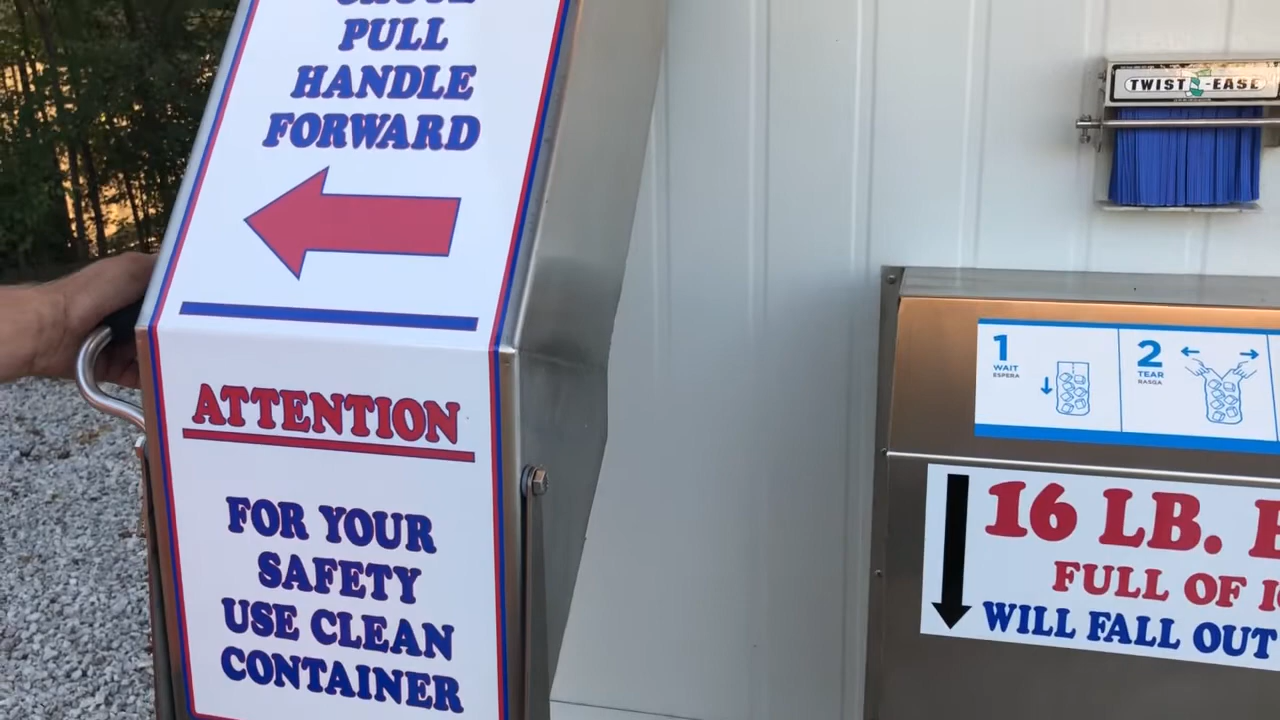 PULL
HANDLE
FORWARD
ATTENTION
FOR YOUR
SAFETY
USE CLEAN
CONTAINER
TWIST-EASE
1
WAIT
ESPERA
2
TEAR
RASGA
16 LB.
FULL OF
WILL FALL OUT